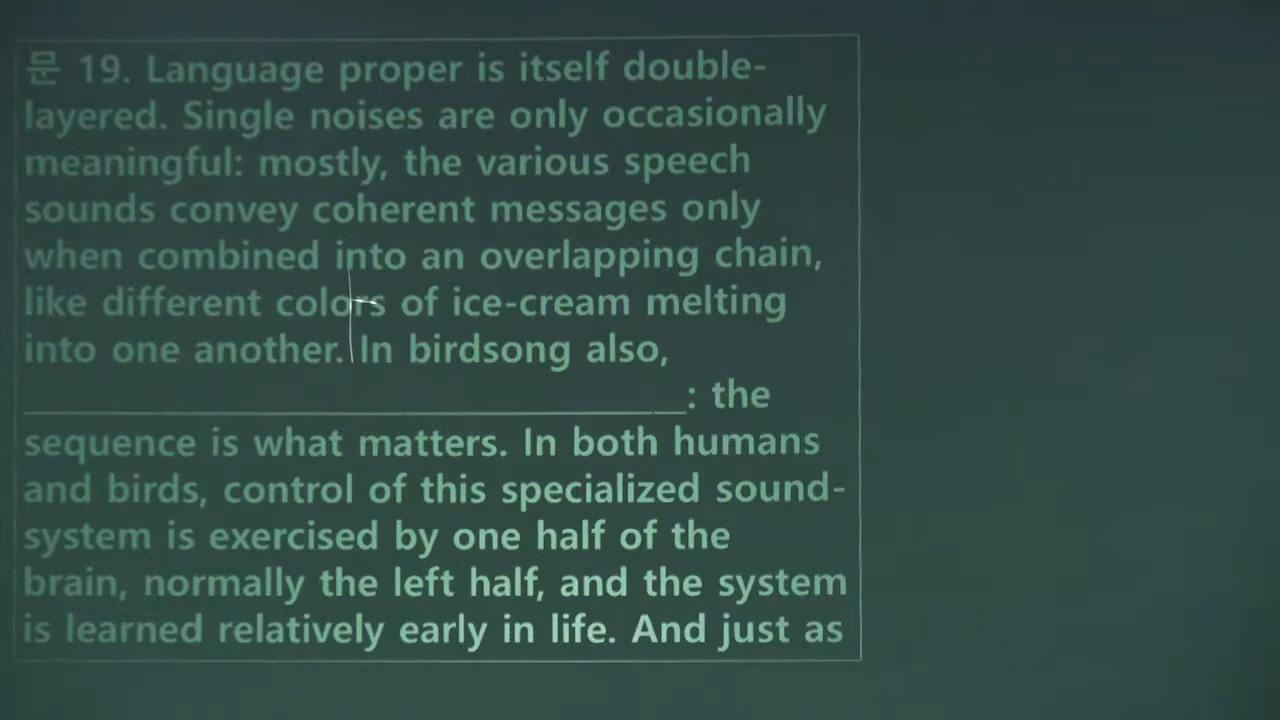 문 19. Language proper is itself double-
layered. Single noises are only occasionally
meaningful: mostly, the various speech
sounds convey coherent messages only
when combined into an overlapping chain,
like different colors of ice-cream melting
into one another. In birdsong also,
______________________________: the
sequence is what matters. In both humans
and birds, control of this specialized sound-
system is exercised by one half of the
brain, normally the left half, and the system
is learned relatively early in life. And just as